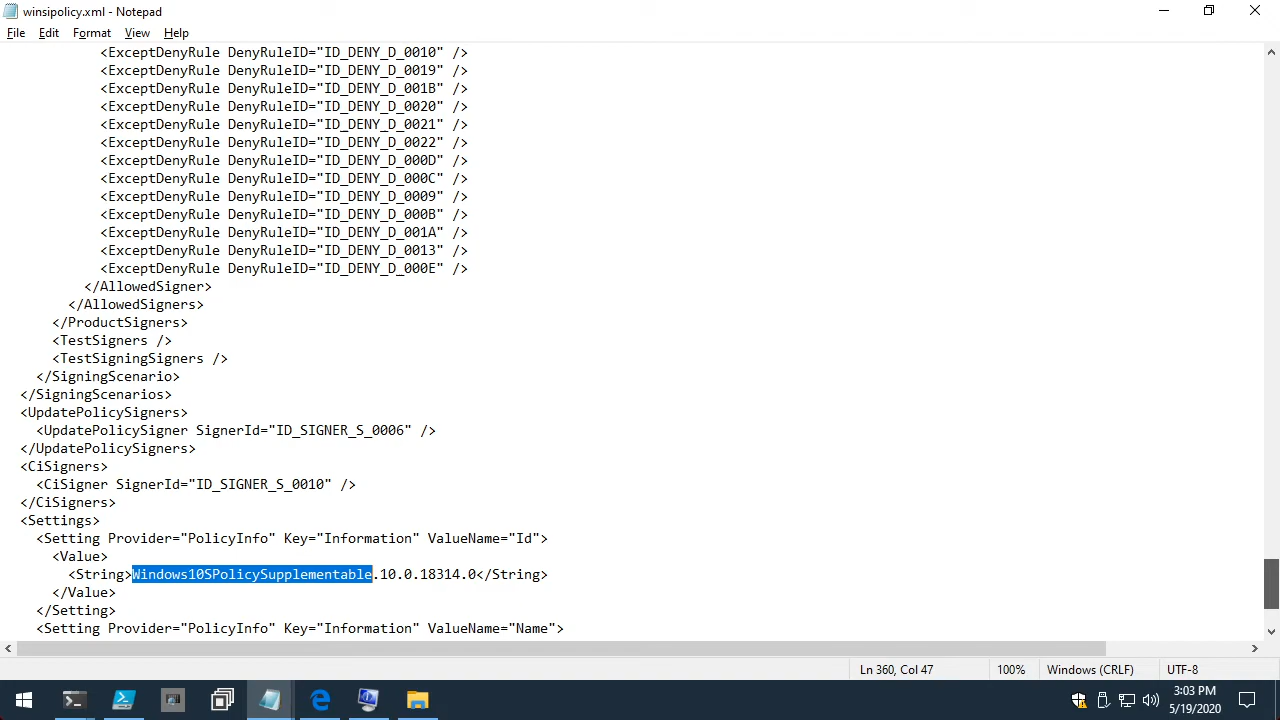 winsipolicy.xml - Notepad
File Edit Format View Help
<ExceptDenyRule DenyRuleID="ID_DENY_D_0010" />
<ExceptDenyRule DenyRuleID="ID_DENY_D_0019" />
<ExceptDenyRule DenyRuleID="ID_DENY_D_001B" />
<ExceptDenyRule DenyRuleID="ID_DENY_D_0020" />
<ExceptDenyRule DenyRuleID="ID_DENY_D_0021" />
<ExceptDenyRule DenyRuleID="ID_DENY_D_0022" />
<ExceptDenyRule DenyRuleID="ID_DENY_D_000D" />
<ExceptDenyRule DenyRuleID="ID_DENY_D_000C" />
<ExceptDenyRule DenyRuleID="ID_DENY_D_0009" />
<ExceptDenyRule DenyRuleID="ID_DENY_D_000B" />
<ExceptDenyRule DenyRuleID="ID_DENY_D_001A" />
<ExceptDenyRule DenyRuleID="ID_DENY_D_0013" />
<ExceptDenyRule DenyRuleID="ID_DENY_D_000E" />
</AllowedSigner>
</AllowedSigners>
</ProductSigners>
<TestSigners />
<TestSigningSigners />
</SigningScenario>
</SigningScenarios>
<UpdatePolicySigners>
<UpdatePolicySigner SignerId="ID_SIGNER_S_0006" />
</UpdatePolicySigners>
<CiSigners>
<CiSigner SignerId="ID_SIGNER_S_0010" />
</CiSigners>
<Settings>
<Setting Provider="PolicyInfo" Key="Information" ValueName="Id">
<Value>
<String>Windows10SPolicySupplementable.10.0.18314.0</String>
</Value>
</Setting>
<Setting Provider="PolicyInfo" Key="Information" ValueName="Name">
Ln 360, Col 47 100% Windows (CRLF) UTF-8
3:03 PM
5/19/2020